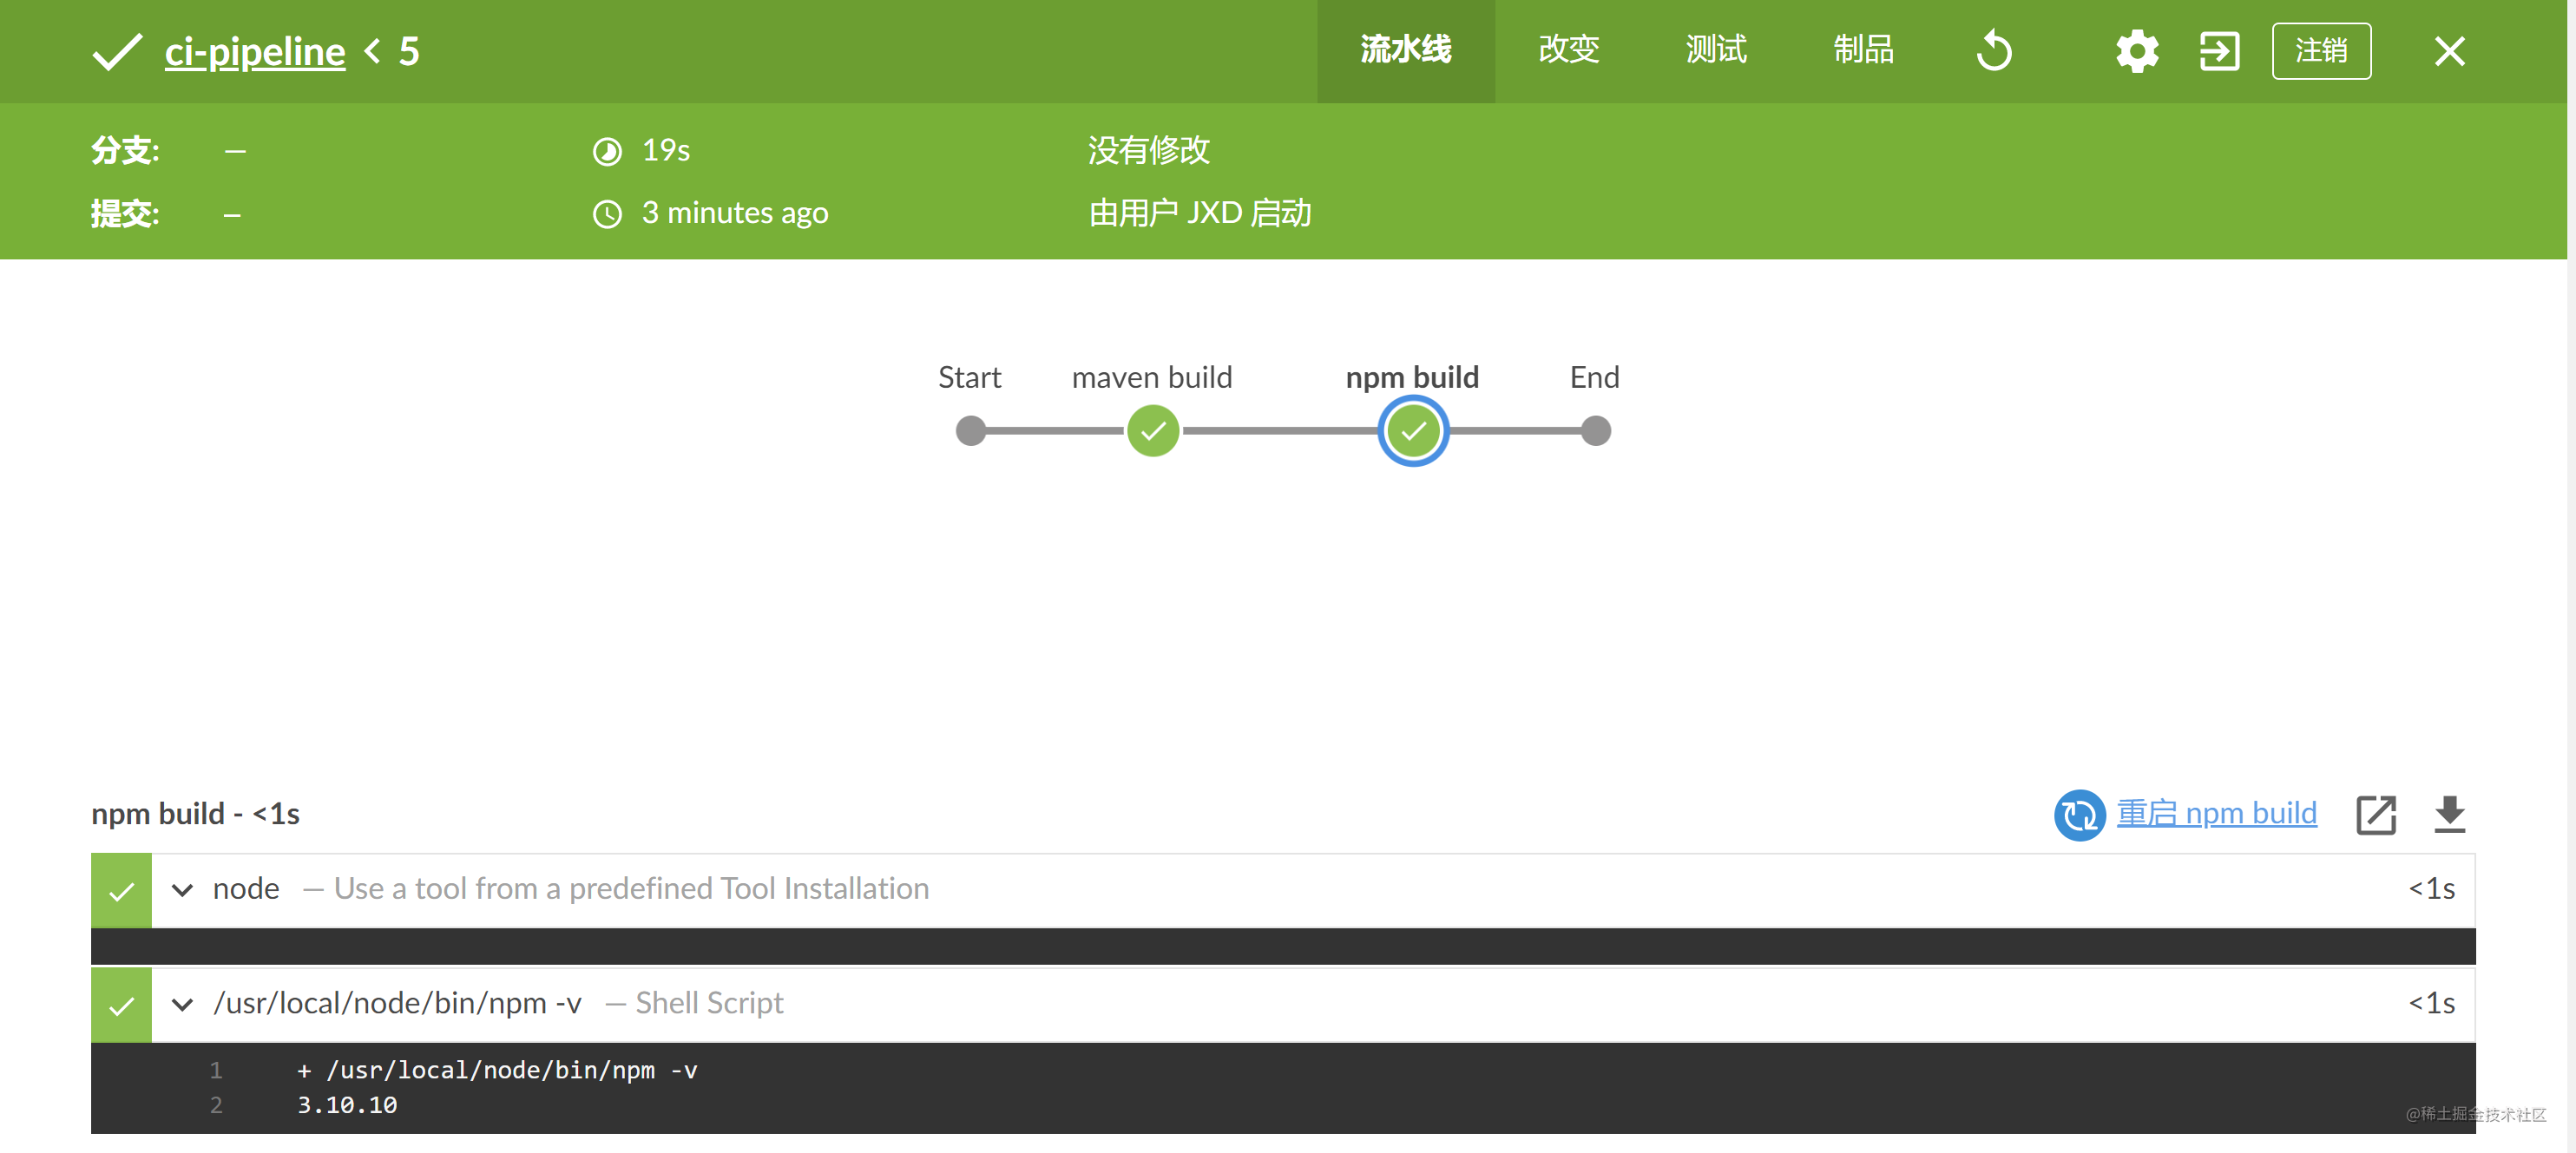 ci-pipeline < 5
流水线 改变 测试 制品 注销
分支: — 19s 没有修改
提交: – 3 minutes ago 由用户 JXD 启动
Start maven build npm build End
npm build - <1s 重启 npm build
node — Use a tool from a predefined Tool Installation <1s
/usr/local/node/bin/npm -v — Shell Script <1s
1 + /usr/local/node/bin/npm -v
2 3.10.10
@稀土掘金技术社区